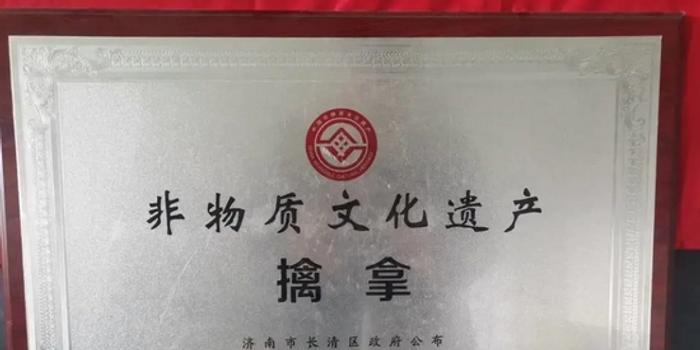 非物质文化遗产
擒拿
济南市长清区政府公布